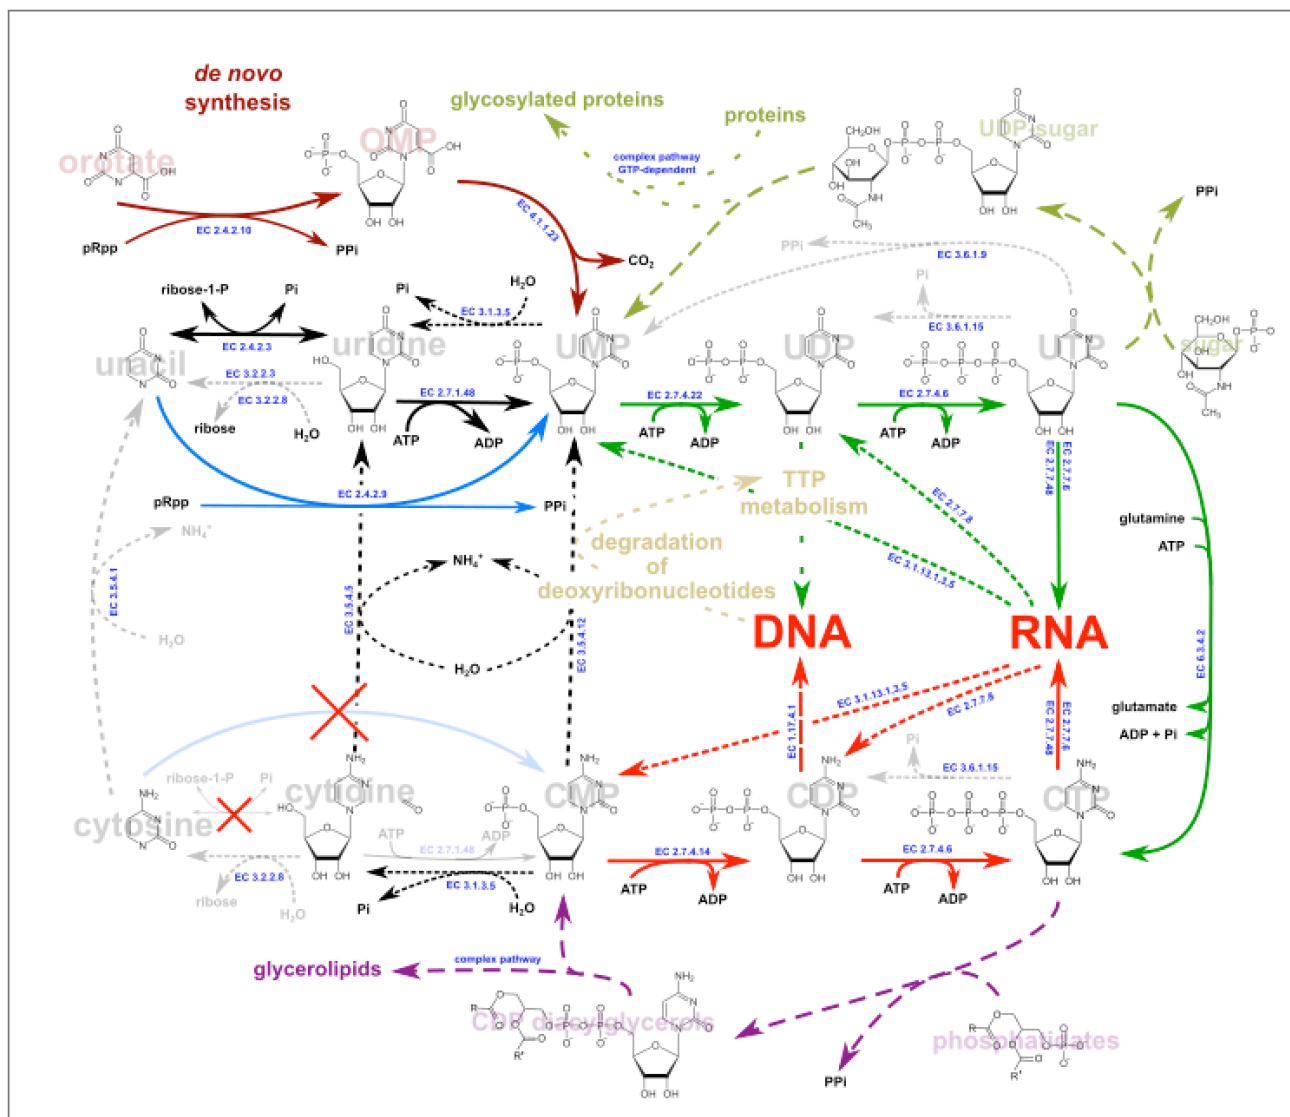 de novo
synthesis
glycosylated proteins
proteins
complex pathway
GTP-dependent
UDP-sugar
OMP
orotate
EC 4.1.1.23
PPi
pRpp
EC 4.2.4.10
PPi
CO2
PPi
EC 3.6.1.9
ribose-1-P
Pi
Pi
H2O
EC 3.1.3.5
Pi
EC 3.6.1.15
EC 2.4.2.3
uracil
uridine
UMP
UDP
UTP
sugar
EC 3.2.2.3
EC 3.2.2.8
ribose
H2O
EC 2.7.1.48
ATP
ADP
EC 2.7.4.22
ATP
ADP
EC 2.7.4.6
ATP
ADP
EC 2.7.7.6
EC 2.7.7.48
EC 2.4.2.9
pRpp
PPi
TTP
metabolism
EC 2.7.7.8
glutamine
ATP
NH4+
degradation
of
deoxyribonucleotides
EC 3.1.13.1,3.5
NH4+
EC 3.5.4.1
EC 3.5.4.5
EC 3.5.4.12
H2O
H2O
DNA
RNA
EC 6.3.4.2
EC 3.1.13.1,3.5
EC 2.7.7.8
EC 1.17.4.1
EC 2.7.7.6
EC 2.7.7.48
glutamate
ADP + Pi
Pi
EC 3.6.1.15
ribose-1-P
Pi
cytosine
cytidine
CMP
CDP
CTP
ATP
ADP
EC 2.7.1.48
EC 3.2.2.8
ribose
H2O
EC 3.1.3.5
Pi
H2O
EC 2.7.4.14
ATP
ADP
EC 2.7.4.6
ATP
ADP
glycerolipids
complex pathway
CDP diacylglycerols
phosphatidates
PPi